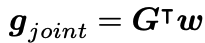 g_joint = G⊤w